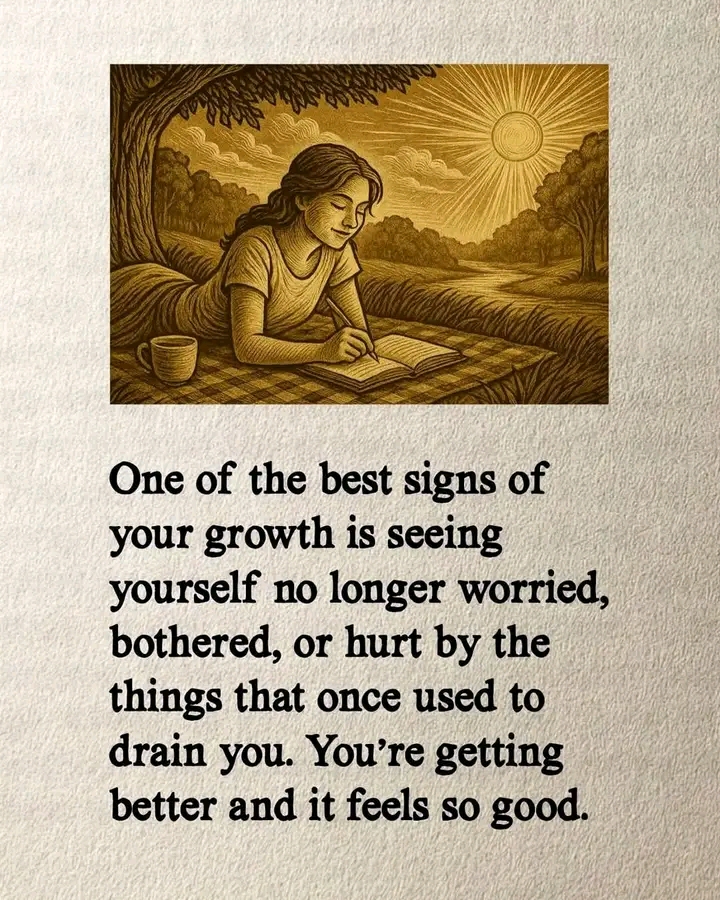 One of the best signs of
your growth is seeing
yourself no longer worried,
bothered, or hurt by the
things that once used to
drain you. You’re getting
better and it feels so good.